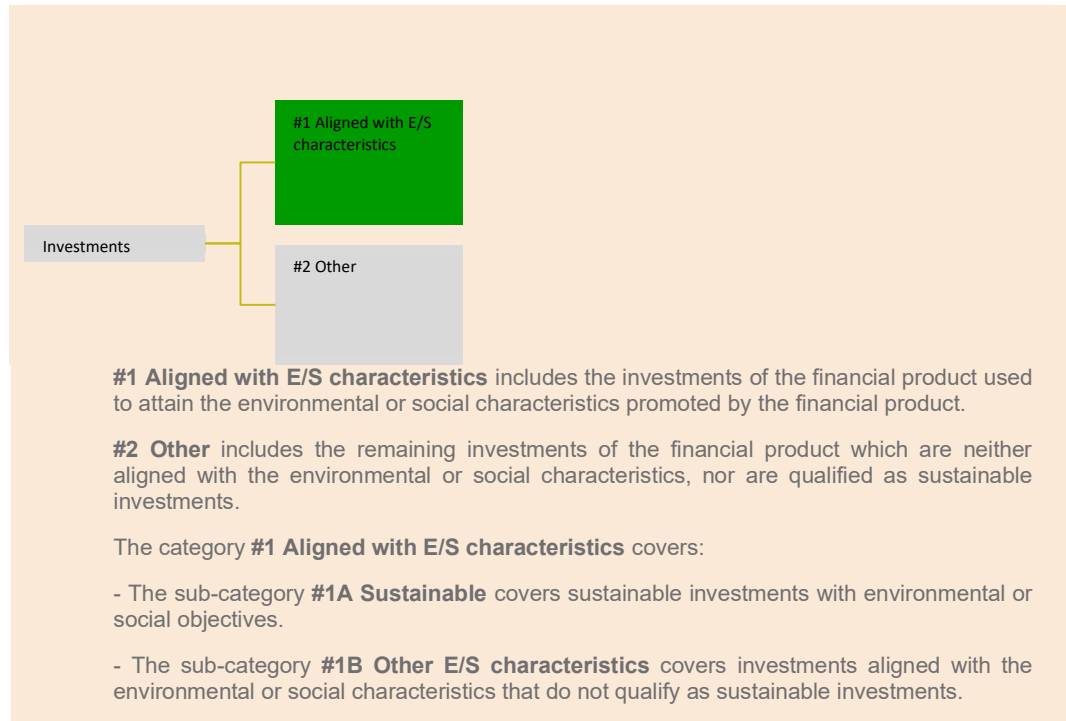 #1 Aligned with E/S
characteristics
Investments
#2 Other
#1 Aligned with E/S characteristics includes the investments of the financial product used
to attain the environmental or social characteristics promoted by the financial product.
#2 Other includes the remaining investments of the financial product which are neither
aligned with the environmental or social characteristics, nor are qualified as sustainable
investments.
The category #1 Aligned with E/S characteristics covers:
- The sub-category #1A Sustainable covers sustainable investments with environmental or
social objectives.
- The sub-category #1B Other E/S characteristics covers investments aligned with the
environmental or social characteristics that do not qualify as sustainable investments.